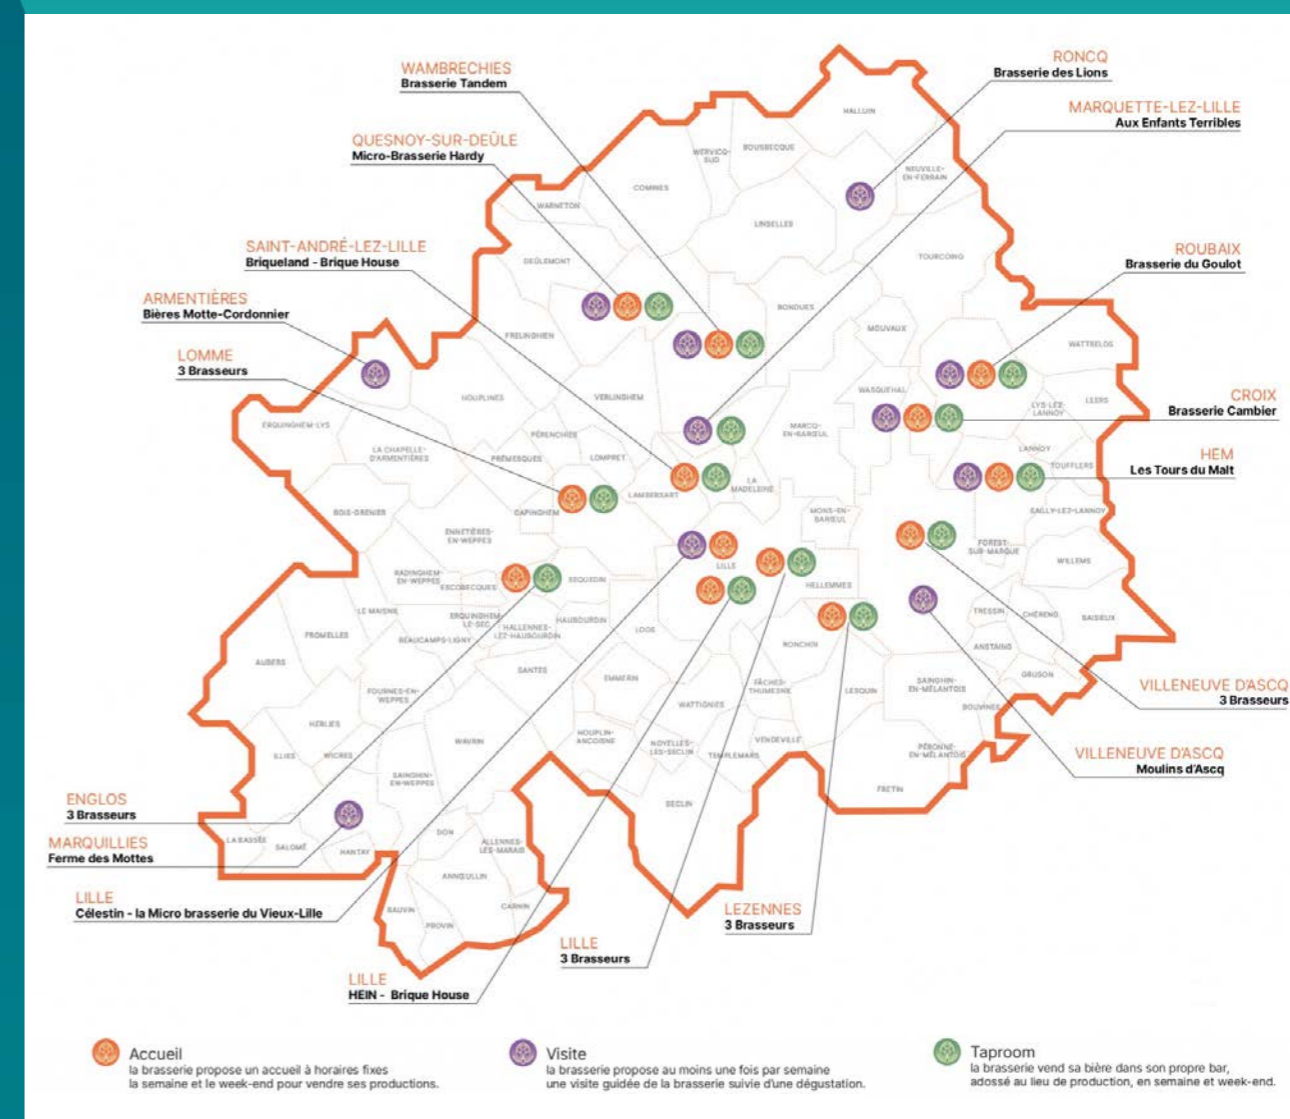 WAMBRECHIES
Brasserie Tandem
RONCQ
Brasserie des Lions
MARQUETTE-LEZ-LILLE
Aux Enfants Terribles
QUESNOY-SUR-DEÛLE
Micro-Brasserie Hardy
SAINT-ANDRÉ-LEZ-LILLE
Briqueland - Brique House
ROUBAIX
Brasserie du Goulot
ARMENTIÈRES
Bières Motte-Cordonnier
LOMME
3 Brasseurs
CROIX
Brasserie Cambier
HEM
Les Tours du Malt
HALLUIN
WERVICQ-
SUD
BOUSBECQUE
NEUVILLE-
EN-FERRAIN
COMINES
WARNETON
LINSELLES
TOURCOING
DEÛLEMONT
BONDUES
MOUVAUX
FRELINGHIEN
WATTRELOS
WASQUEHAL
HOUPLINES
VERLINGHEM
LYS-LEZ-
LANNOY
LEERS
ERQUINGHEM-LYS
MARCQ-
EN-BARŒUL
PÉRENCHIES
LA CHAPELLE-
D'ARMENTIÈRES
PRÉMESQUES
LOMPRET
LANNOY
TOUFFLERS
LAMBERSART
LA
MADELEINE
BOIS-GRENIER
CAPINGHEM
MONS-EN-
BARŒUL
SAILLY-LEZ-LANNOY
ENNETIÈRES-
EN-WEPPES
FOREST-
SUR-MARQUE
WILLEMS
LILLE
RADINGHEM-
EN-WEPPES
ESCOBECQUES
SEQUEDIN
HELLEMMES
LE MAISNIL
ERQUINGHEM-
LE-SEC
HALLENNES-
LEZ-HAUBOURDIN
HAUBOURDIN
TRESSIN
CHÉRENG
BAISIEUX
FROMELLES
BEAUCAMPS-LIGNY
LOOS
RONCHIN
ANSTAING
AUBERS
SANTES
EMMERIN
FÂCHES-
THUMESNIL
LESQUIN
SAINGHIN-
EN-MÉLANTOIS
GRUSON
FOURNES-EN-
WEPPES
WATTIGNIES
BOUVINES
HERLIES
HOUPLIN-
ANCOISNE
NOYELLES-
LÈS-SECLIN
VENDEVILLE
TEMPLEMARS
PÉRONNE-
EN-MÉLANTOIS
ILLIES
WICRES
WAVRIN
SAINGHIN-
EN-WEPPES
FRETIN
SECLIN
LA BASSÉE
SALOMÉ
HANTAY
DON
ALLENNES-
LES-MARAIS
ANNŒULLIN
BAUVIN
PROVIN
CARNIN
VILLENEUVE D'ASCQ
3 Brasseurs
VILLENEUVE D'ASCQ
Moulins d'Ascq
ENGLOS
3 Brasseurs
MARQUILLIES
Ferme des Mottes
LILLE
Célestin - la Micro brasserie du Vieux-Lille
LEZENNES
3 Brasseurs
LILLE
3 Brasseurs
LILLE
HEIN - Brique House
Accueil
la brasserie propose un accueil à horaires fixes
la semaine et le week-end pour vendre ses productions.
Visite
la brasserie propose au moins une fois par semaine
une visite guidée de la brasserie suivie d'une dégustation.
Taproom
la brasserie vend sa bière dans son propre bar,
adossé au lieu de production, en semaine et week-end.